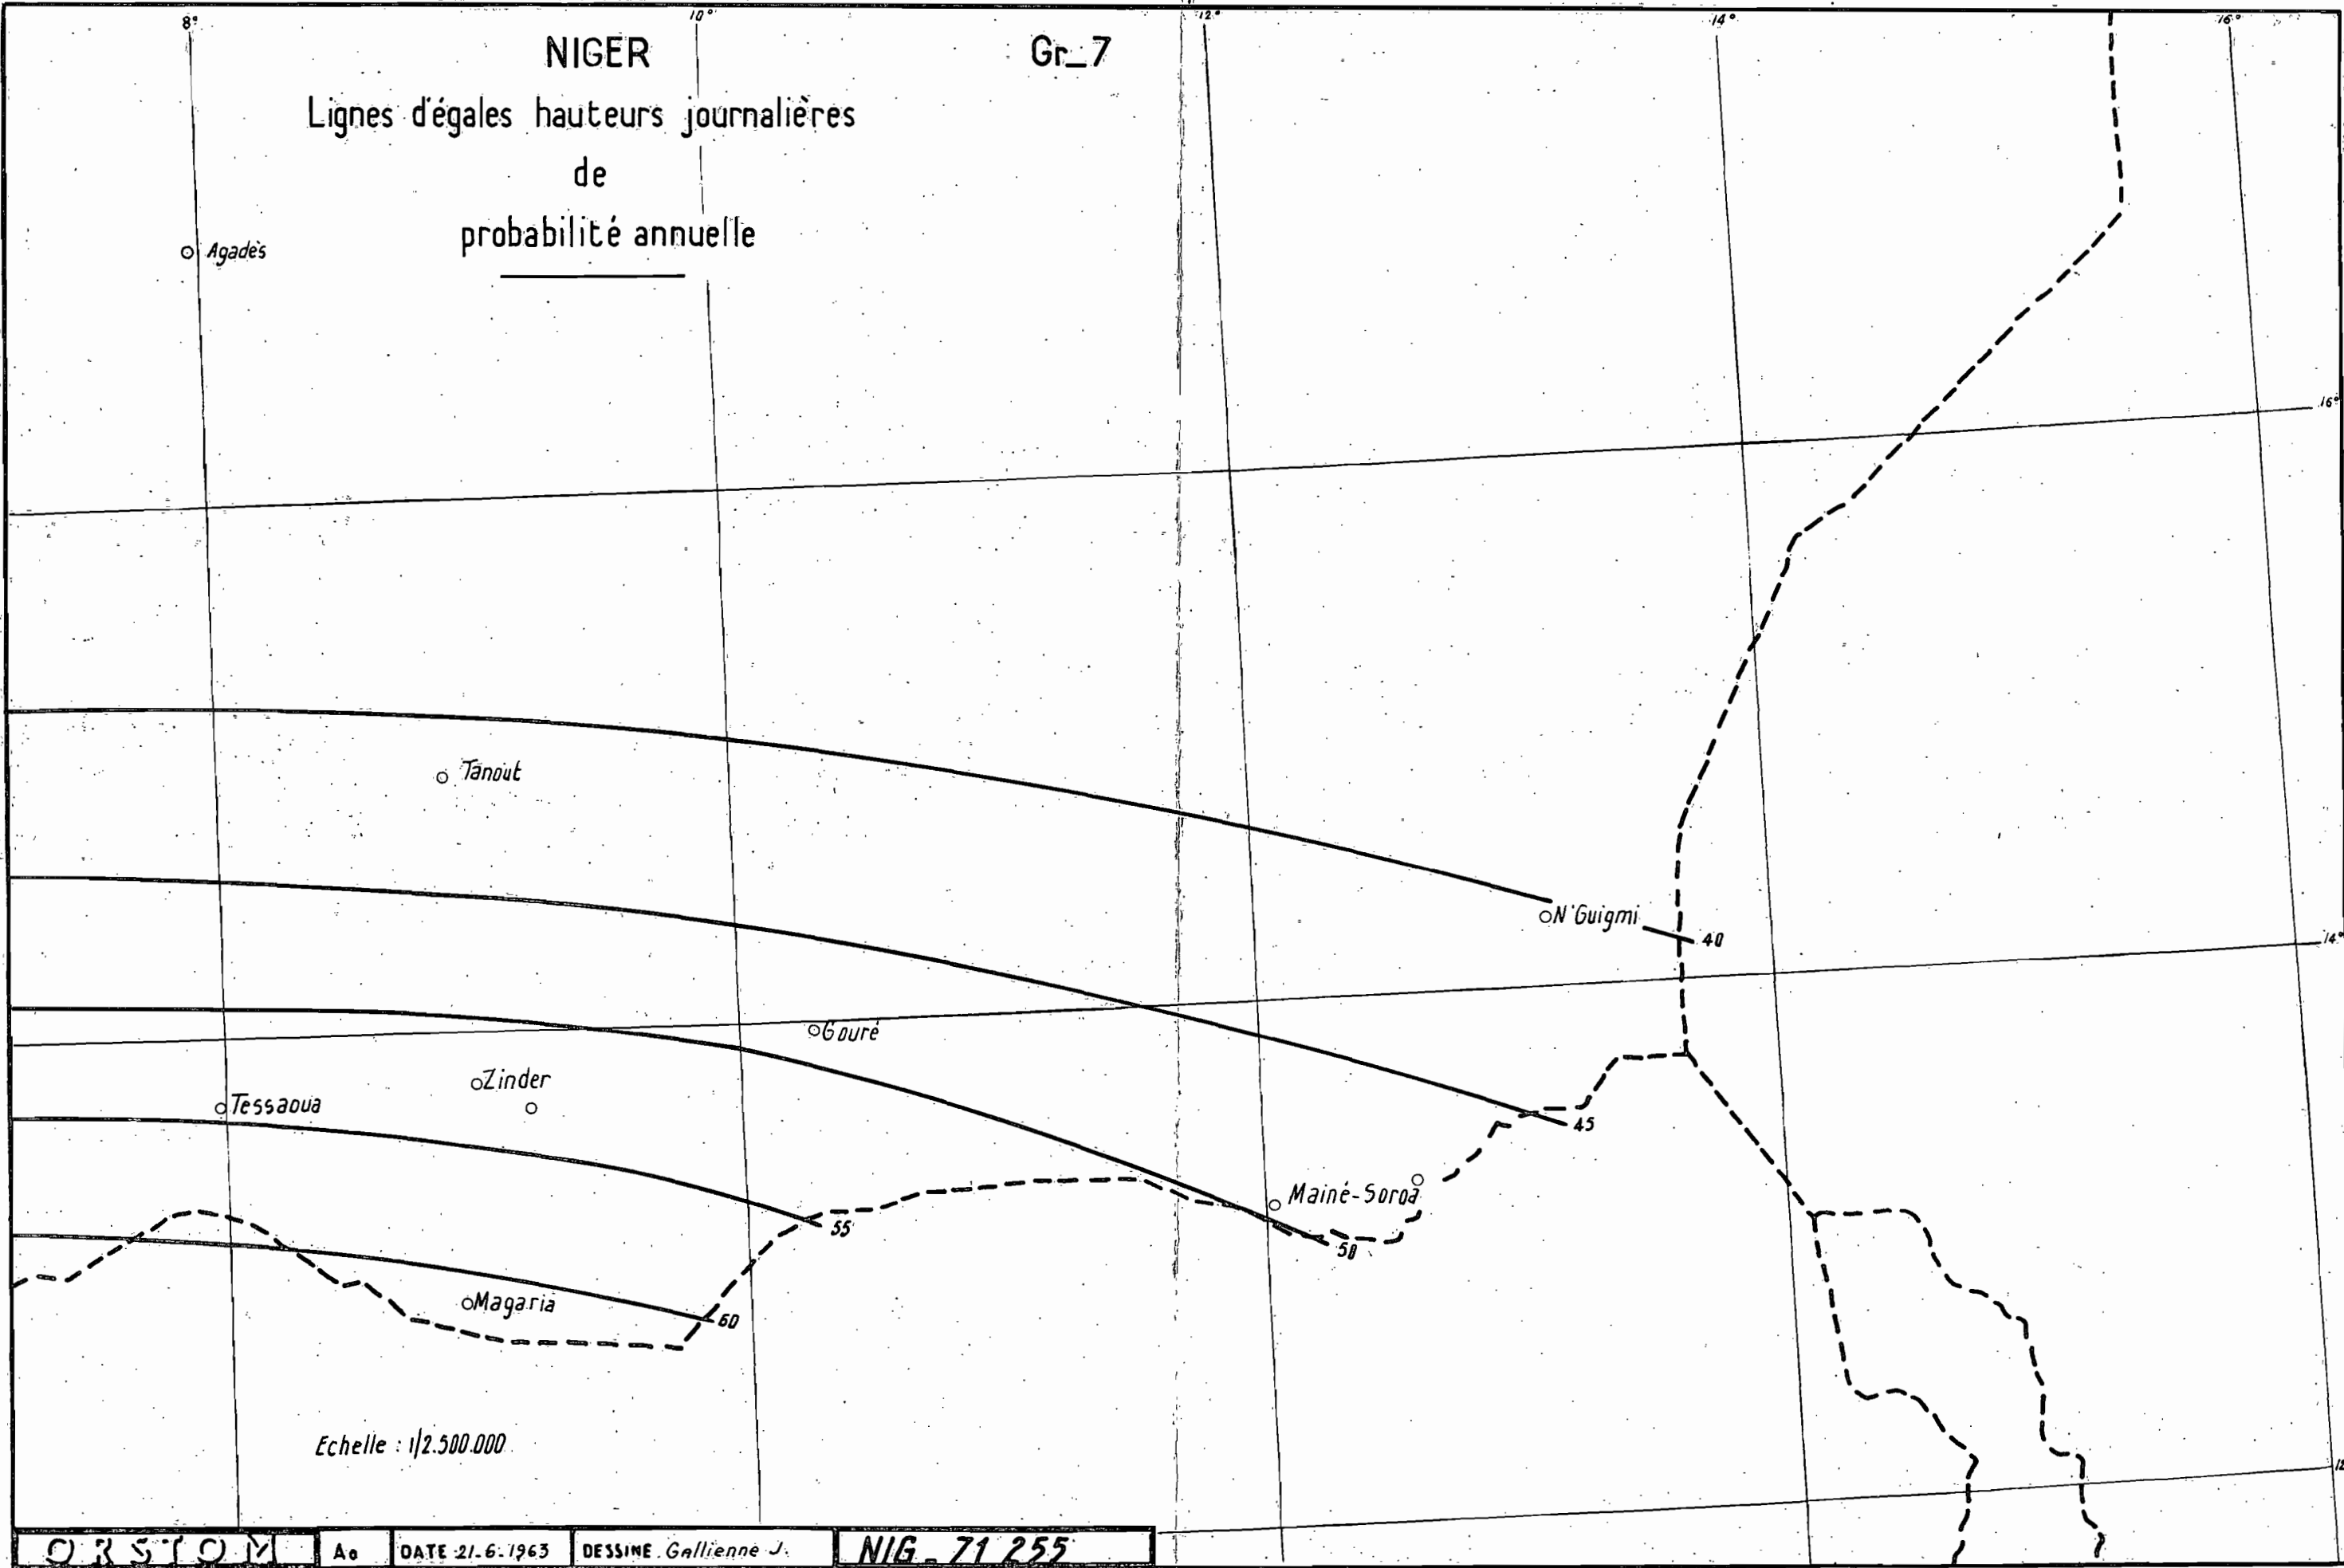 8° 10° 12° 14° 16°
NIGER Gr_7
Lignes d'égales hauteurs journalières
de
probabilité annuelle
Agadès
16°
Tanout
N'Guigmi
40
14°
Gouré
Zinder
Tessaoua
45
Mainé-Soroa
55
50
Magaria
60
Echelle : 1/2.500.000
12
ORSTOM Ao DATE 21-6-1963 DESSINE Gallienne J. NIG_71 255